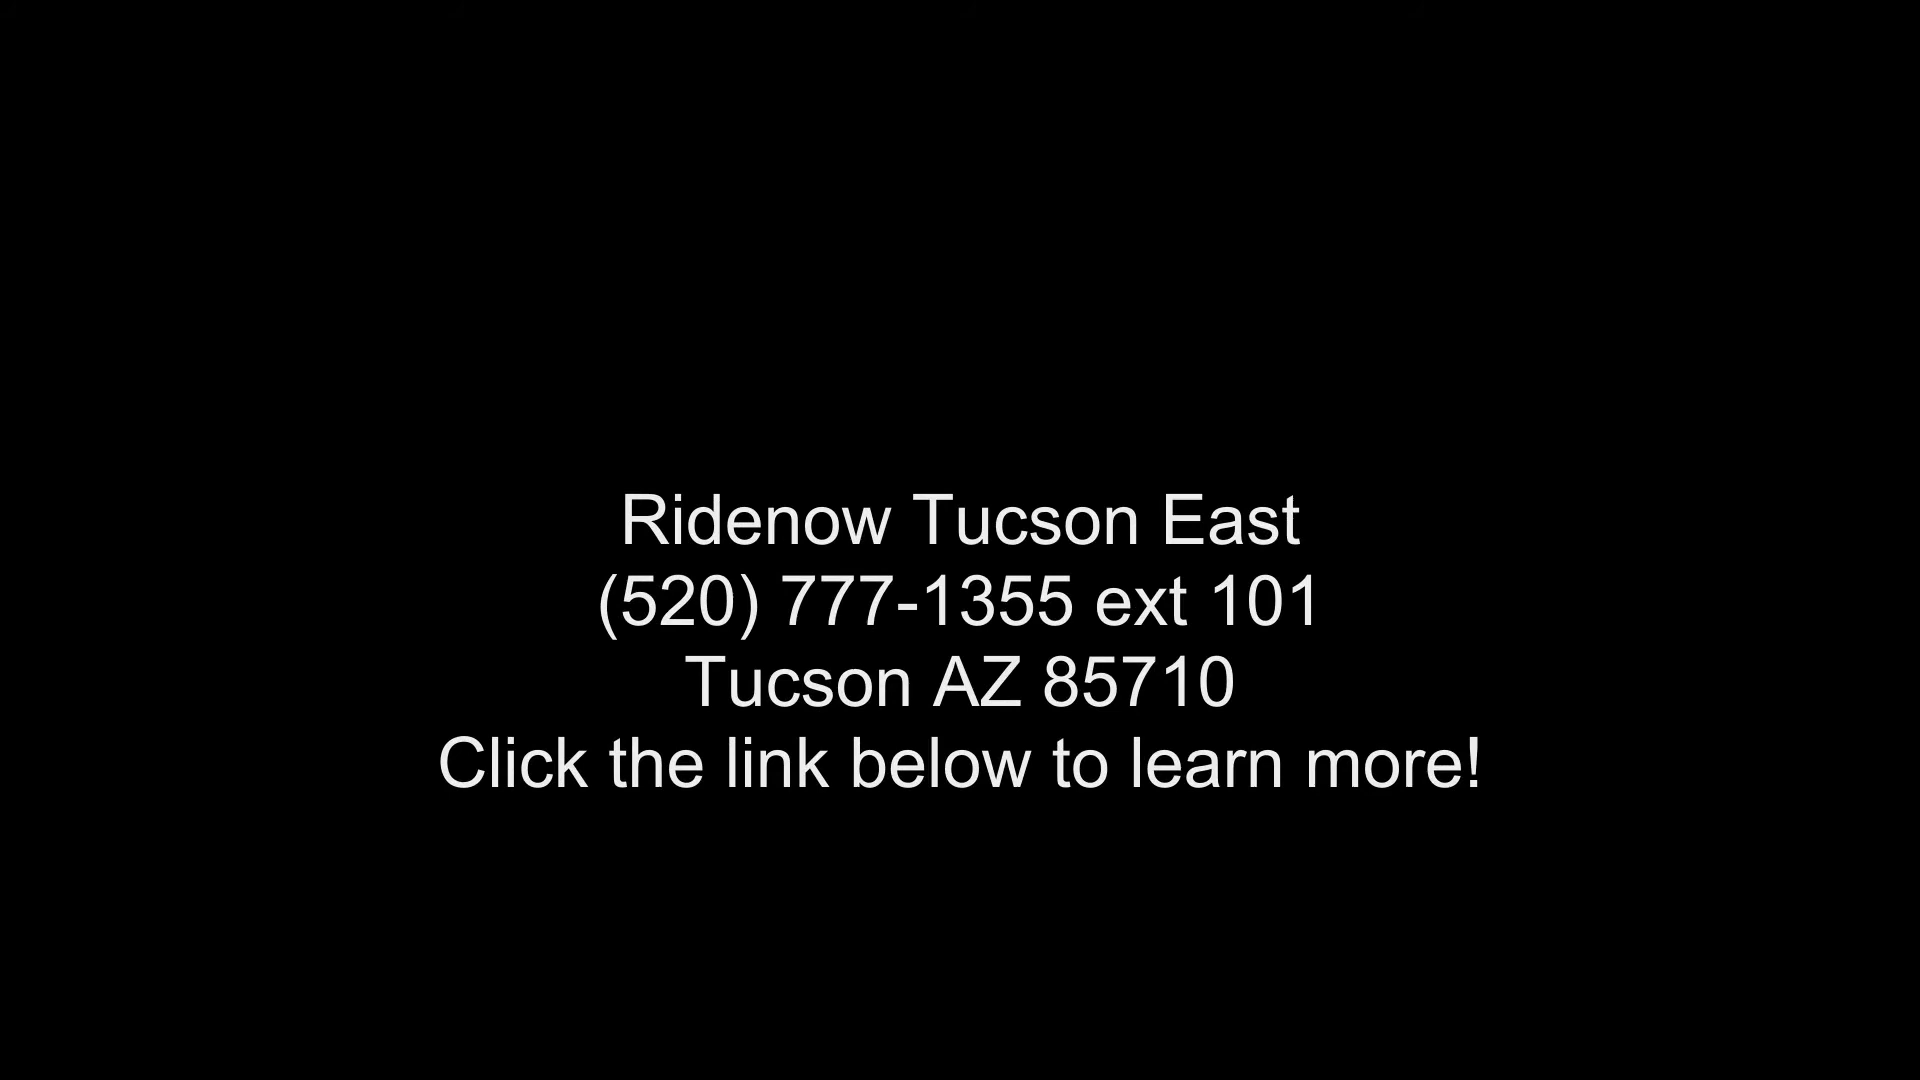 Ridenow Tucson East
(520) 777-1355 ext 101
Tucson AZ 85710
Click the link below to learn more!